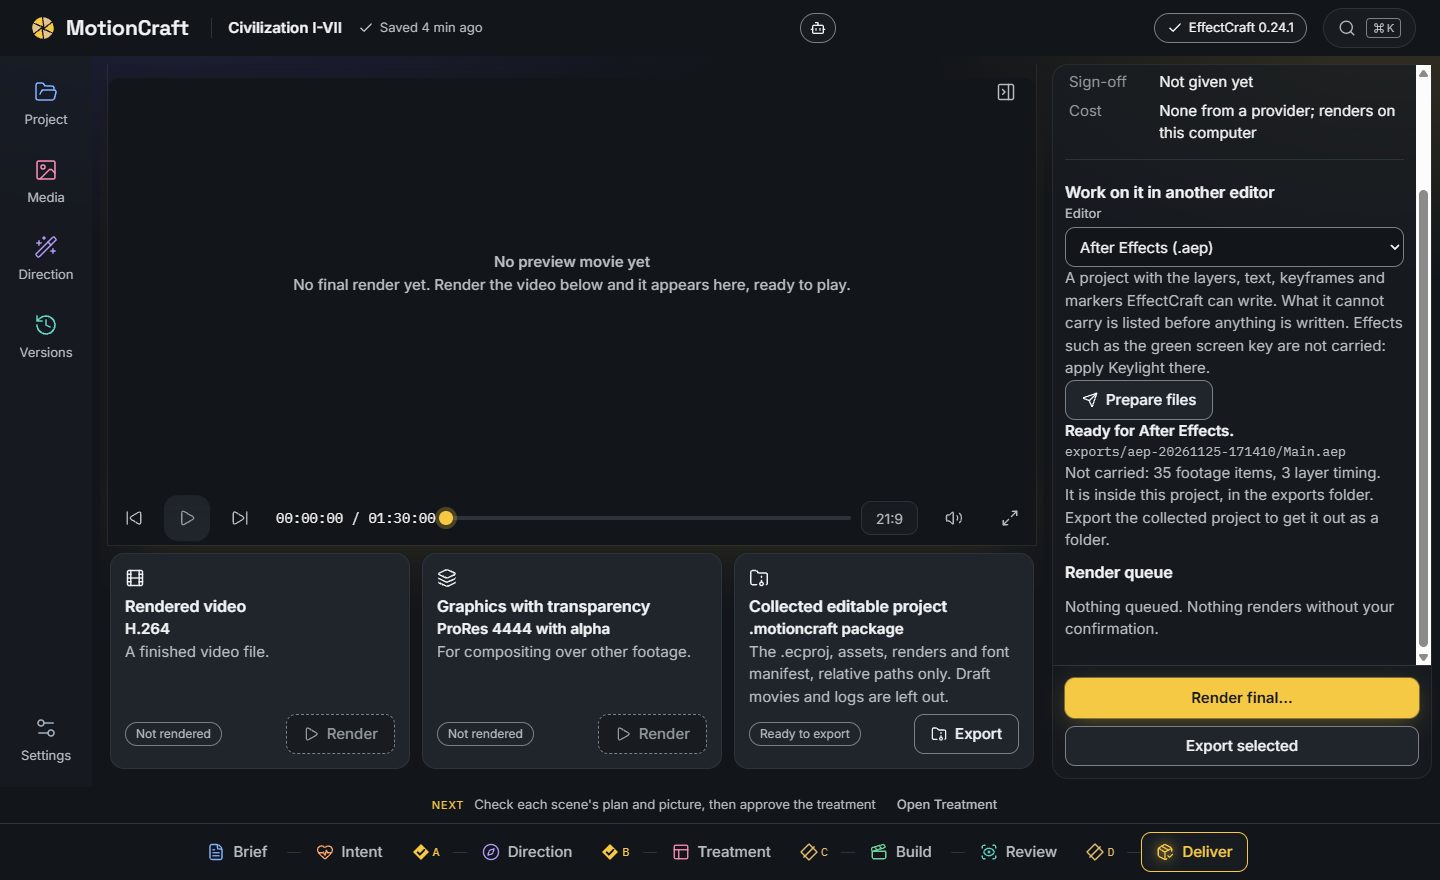 MotionCraft
Civilization I-VII
Saved 4 min ago
EffectCraft 0.24.1
⌘K
Project
Media
Direction
Versions
Settings
No preview movie yet
No final render yet. Render the video below and it appears here, ready to play.
00:00:00 / 01:30:00
21:9
Rendered video
H.264
A finished video file.
Not rendered
Render
Graphics with transparency
ProRes 4444 with alpha
For compositing over other footage.
Not rendered
Render
Collected editable project
.motioncraft package
The .ecproj, assets, renders and font
manifest, relative paths only. Draft
movies and logs are left out.
Ready to export
Export
Sign-off Not given yet
Cost None from a provider; renders on
this computer
Work on it in another editor
Editor
After Effects (.aep)
A project with the layers, text, keyframes and
markers EffectCraft can write. What it cannot
carry is listed before anything is written. Effects
such as the green screen key are not carried:
apply Keylight there.
Prepare files
Ready for After Effects.
exports/aep-20261125-171410/Main.aep
Not carried: 35 footage items, 3 layer timing.
It is inside this project, in the exports folder.
Export the collected project to get it out as a
folder.
Render queue
Nothing queued. Nothing renders without your
confirmation.
Render final...
Export selected
NEXT Check each scene's plan and picture, then approve the treatment Open Treatment
Brief Intent A Direction B Treatment C Build Review D Deliver